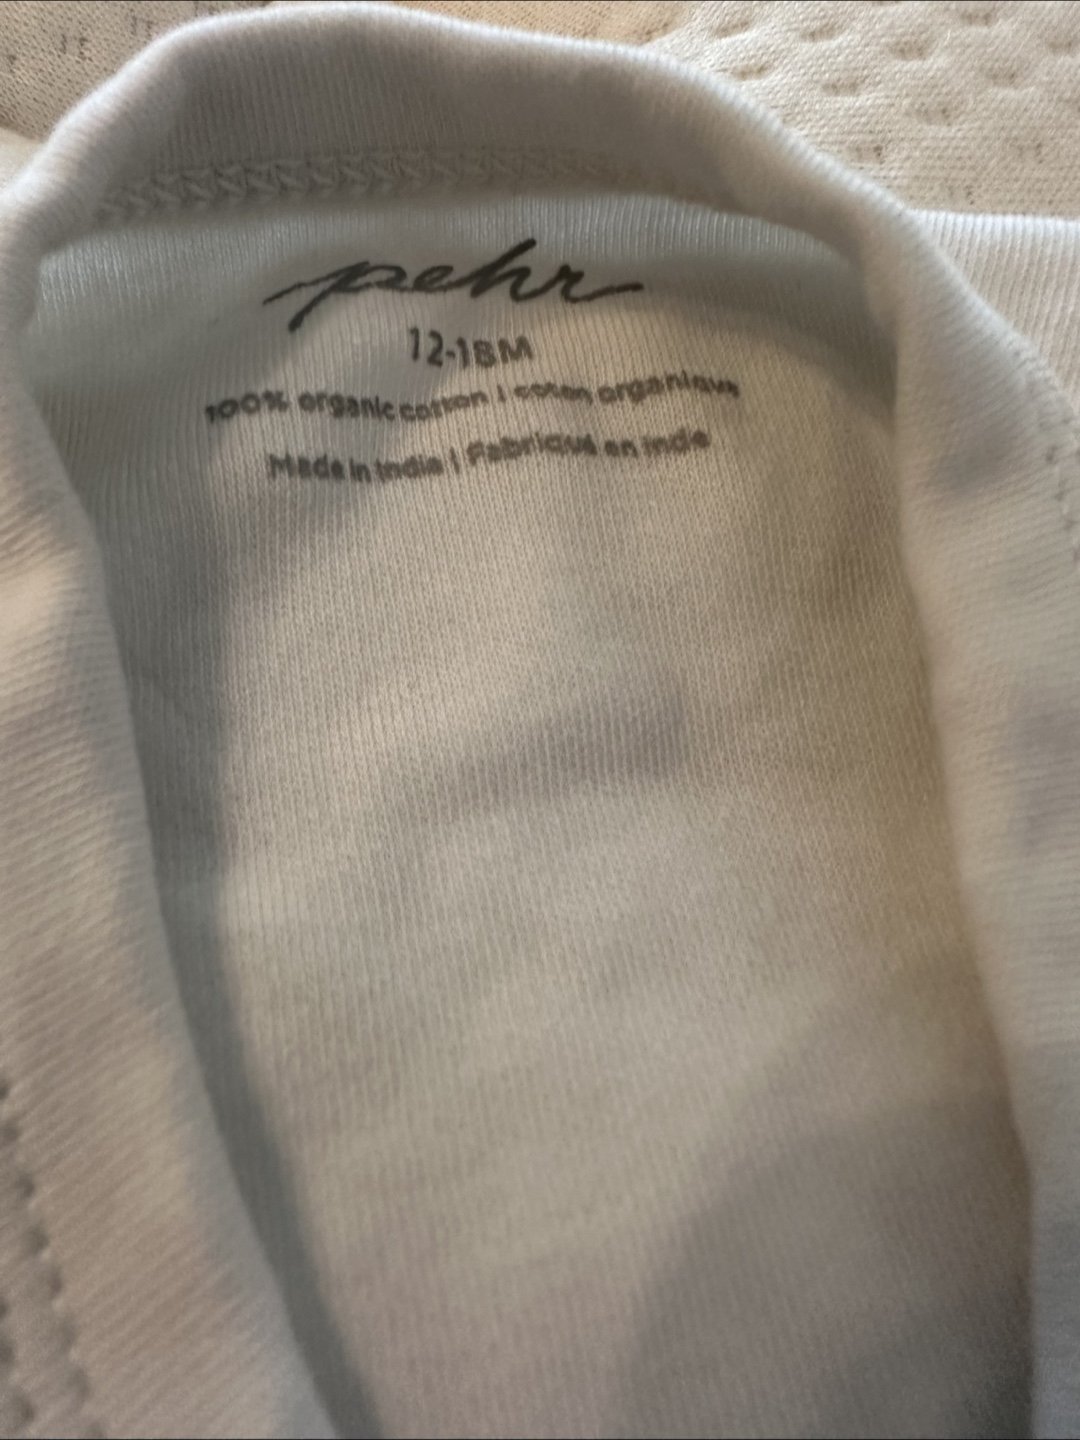 pehr
12-18M
100% organic cotton | coton organique
Made in India | Fabriqué en Inde